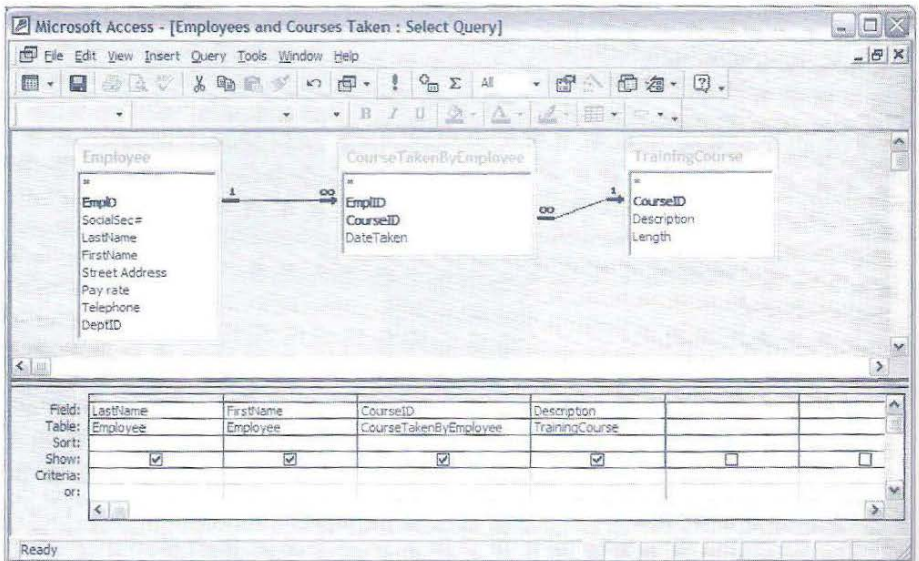 Microsoft Access - [Employees and Courses Taken : Select Query]
File Edit View Insert Query Tools Window Help
Σ All
B I U A
Employee
CourseTakenByEmployee
TrainingCourse
*
EmpID
SocialSec#
LastName
FirstName
Street Address
Pay rate
Telephone
DeptID
1
∞
*
EmplID
CourseID
DateTaken
∞
1
*
CourseID
Description
Length
Field: LastName FirstName CourseID Description
Table: Employee Employee CourseTakenByEmployee TrainingCourse
Sort:
Show:
Criteria:
or:
Ready